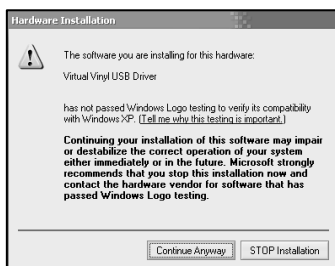 Hardware Installation
The software you are installing for this hardware:
Virtual Vinyl USB Driver
has not passed Windows Logo testing to verify its compatibility
with Windows XP. (Tell me why this testing is important.)
Continuing your installation of this software may impair
or destabilize the correct operation of your system
either immediately or in the future. Microsoft strongly
recommends that you stop this installation now and
contact the hardware vendor for software that has
passed Windows Logo testing.
Continue Anyway STOP Installation